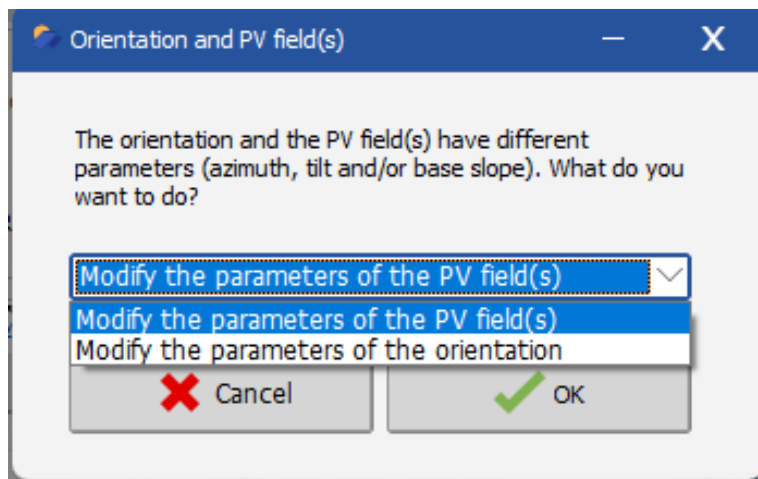 Orientation and PV field(s)
The orientation and the PV field(s) have different
parameters (azimuth, tilt and/or base slope). What do you
want to do?
Modify the parameters of the PV field(s)
Modify the parameters of the PV field(s)
Modify the parameters of the orientation
Cancel
OK